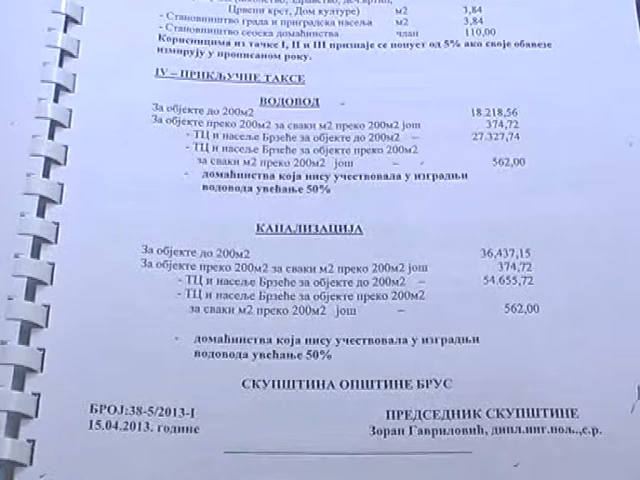 Црвени крст, Дом културе) м2 3,84
- Становништво града и приградска насеља м2 3,84
- Становништво сеоска домаћинства члан 110,00
Корисницима из тачке I, II и III признаје се попуст од 5% ако своје обавезе
измирују у прописаном року.
IV – ПРИКЉУЧНЕ ТАКСЕ
ВОДОВОД
За објекте до 200м2 18.218,56
За објекте преко 200м2 за сваки м2 преко 200м2 још 374,72
- ТЦ и насеље Брзеће за објекте до 200м2 – 27.327,74
- ТЦ и насеље Брзеће за објекте преко 200м2
за сваки м2 преко 200м2 још – 562,00
- домаћинства која нису учествовала у изградњи
водовода увећање 50%
КАНАЛИЗАЦИЈА
За објекте до 200м2 36,437,15
За објекте преко 200м2 за сваки м2 преко 200м2 још 374,72
- ТЦ и насеље Брзеће за објекте до 200м2 – 54.655,72
- ТЦ и насеље Брзеће за објекте преко 200м2
за сваки м2 преко 200м2 још – 562,00
- домаћинства која нису учествовала у изградњи
водовода увећање 50%
СКУПШТИНА ОПШТИНЕ БРУС
БРОЈ:38-5/2013-I ПРЕДСЕДНИК СКУПШТИНЕ
15.04.2013. године Зоран Гавриловић, дипл.инг.пољ.,с.р.